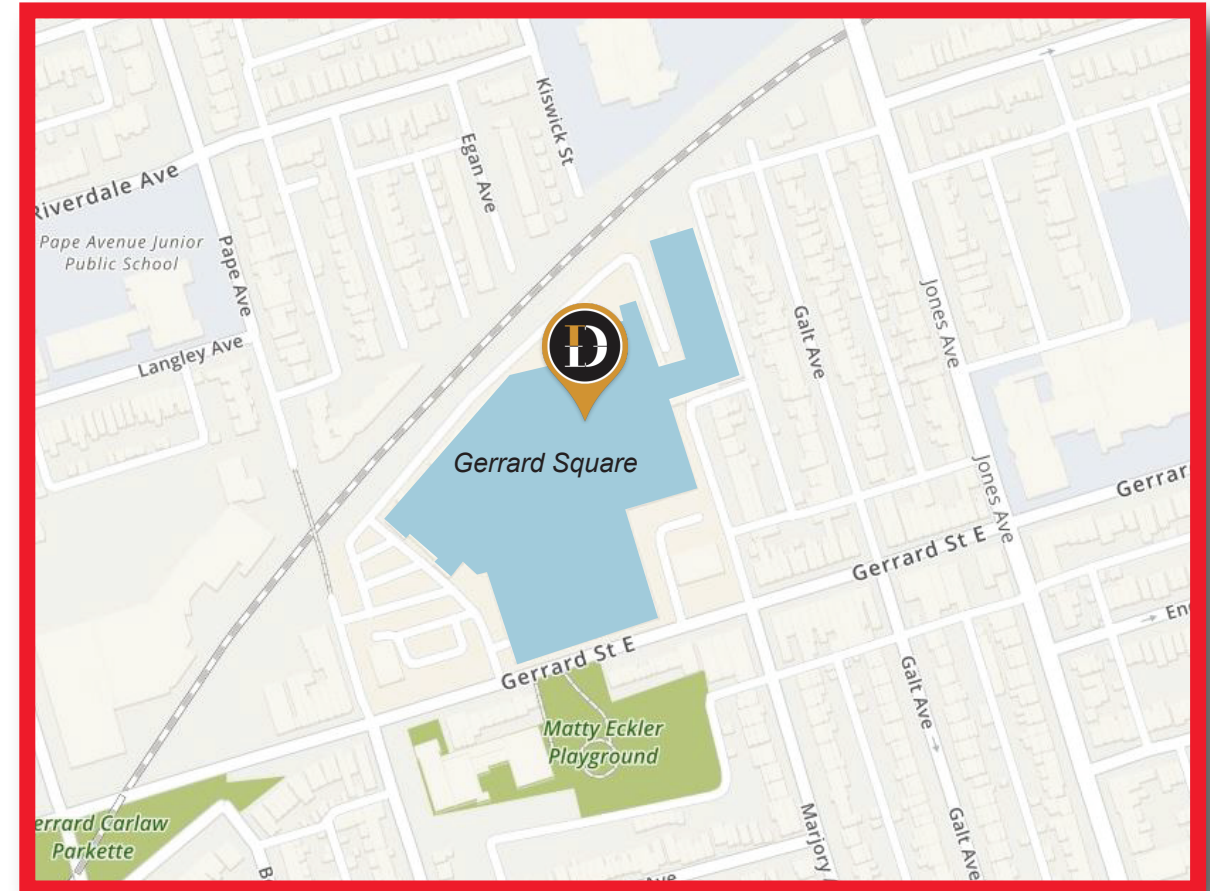 Kiswick St
Egan Ave
Riverdale Ave
Pape Avenue Junior
Public School
Pape Ave
Langley Ave
Jones Ave
Galt Ave
D
Gerrard Square
Jones Ave
Gerrar
Gerrard St E
En
Gerrard St E
Galt Ave
Matty Eckler
Playground
Marjory
Galt Ave
errard Carlaw
Parkette
B
Ave